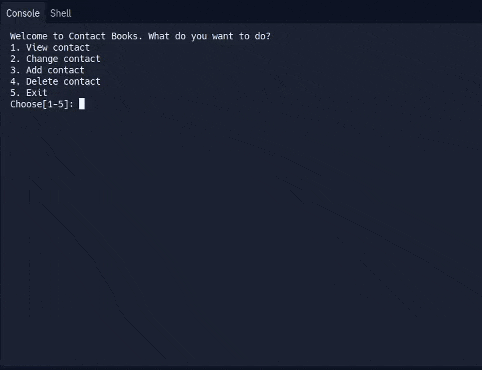 Console Shell
Welcome to Contact Books. What do you want to do?
1. View contact
2. Change contact
3. Add contact
4. Delete contact
5. Exit
Choose[1-5]: